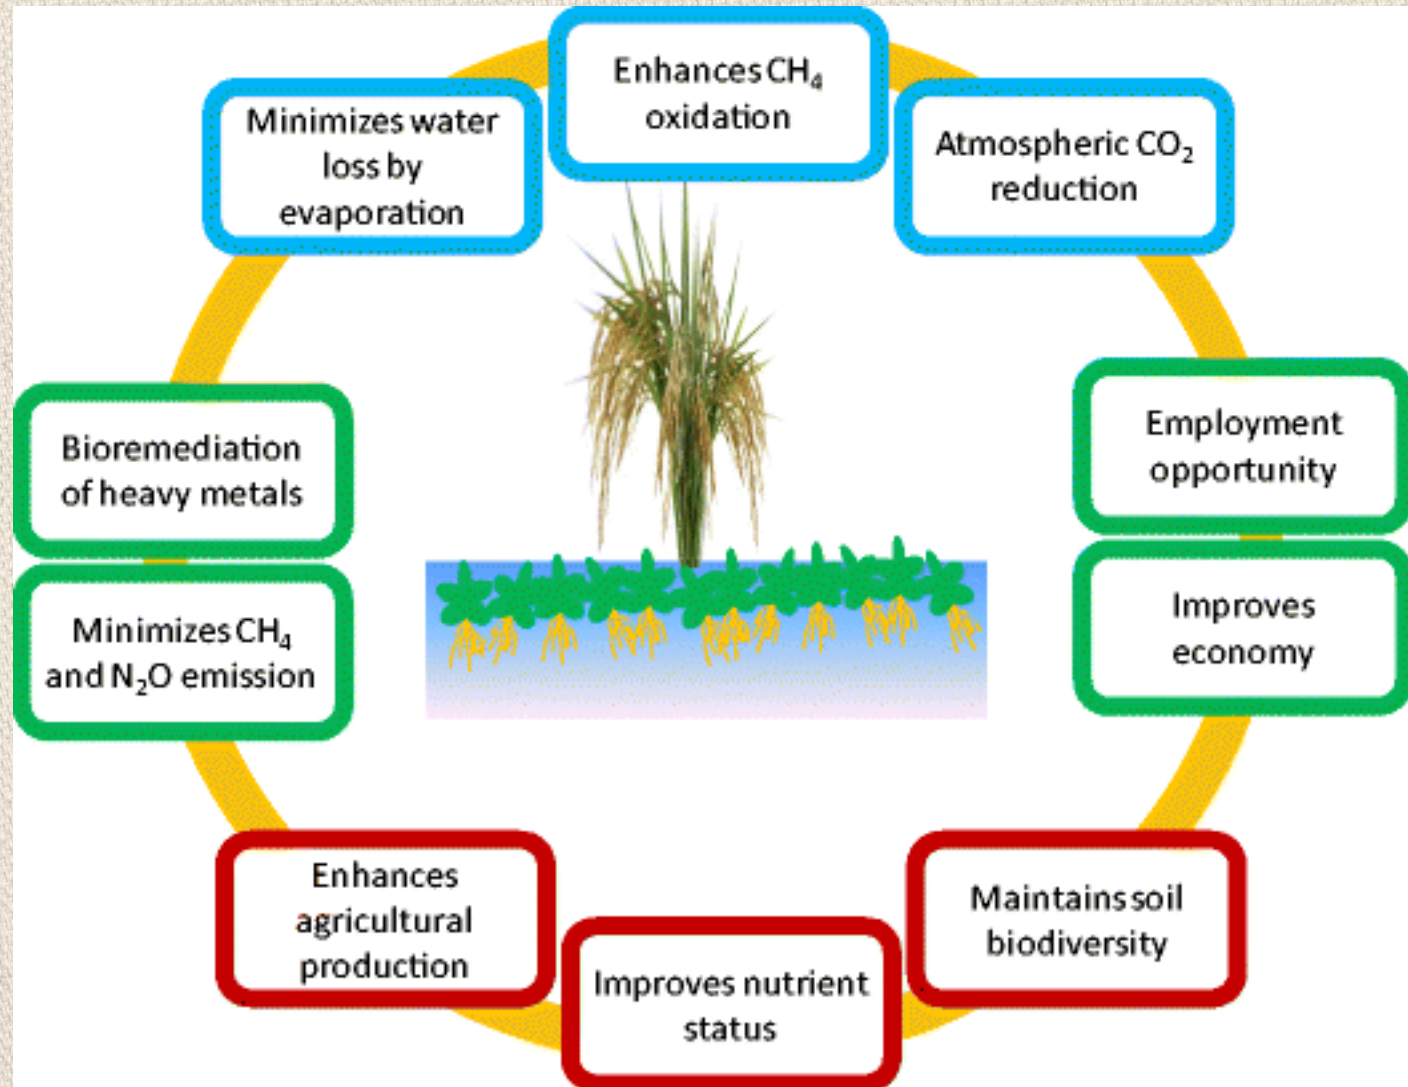 Enhances CH₄
oxidation
Minimizes water
loss by
evaporation
Atmospheric CO₂
reduction
Bioremediation
of heavy metals
Employment
opportunity
Minimizes CH₄
and N₂O emission
Improves
economy
Enhances
agricultural
production
Maintains soil
biodiversity
Improves nutrient
status